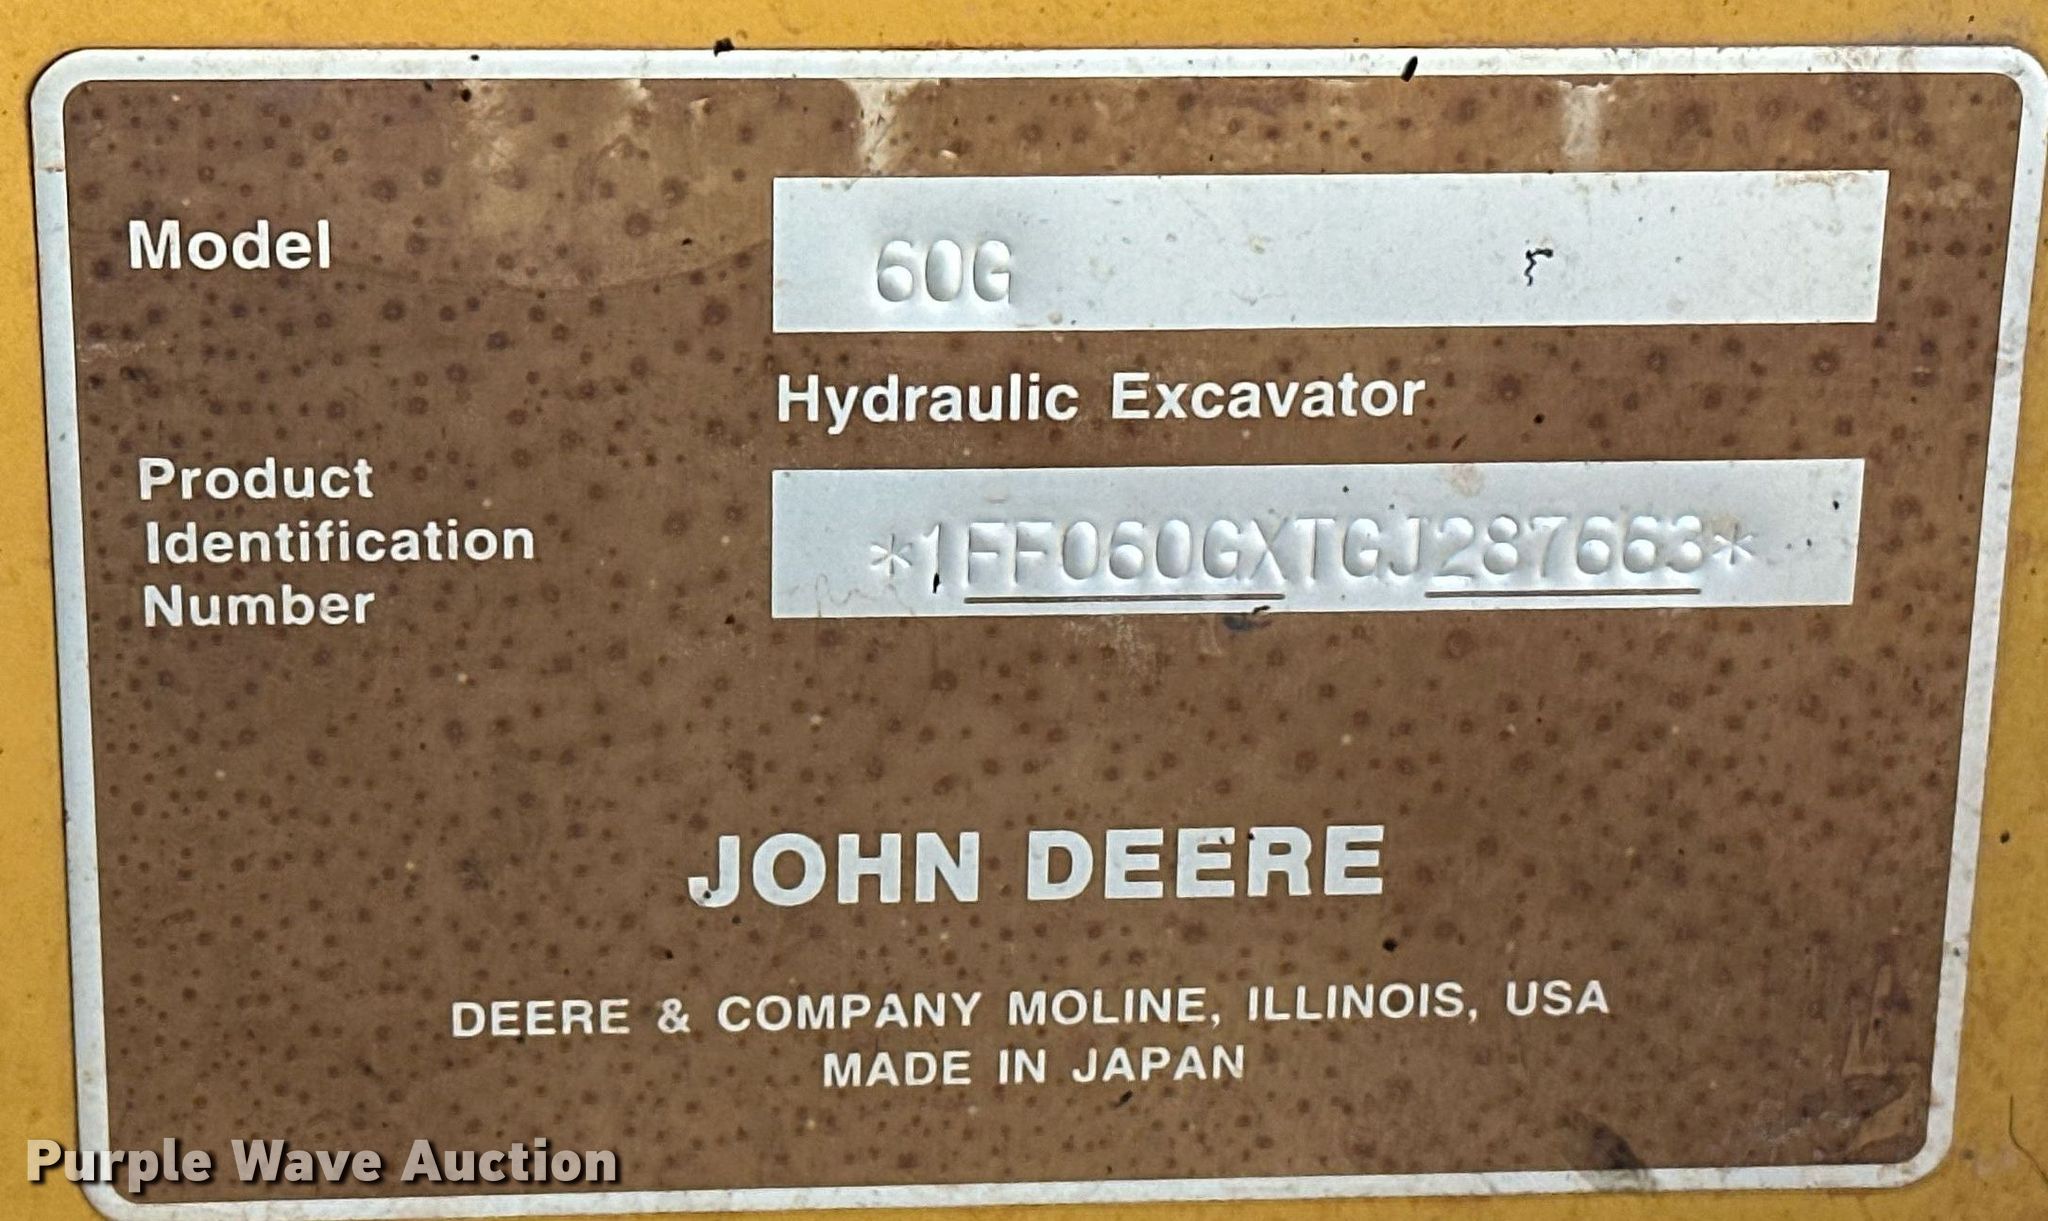 Model 60G
Hydraulic Excavator
Product
Identification
Number
*1FF060GXTGJ287663*
JOHN DEERE
DEERE & COMPANY MOLINE, ILLINOIS, USA
MADE IN JAPAN
Purple Wave Auction